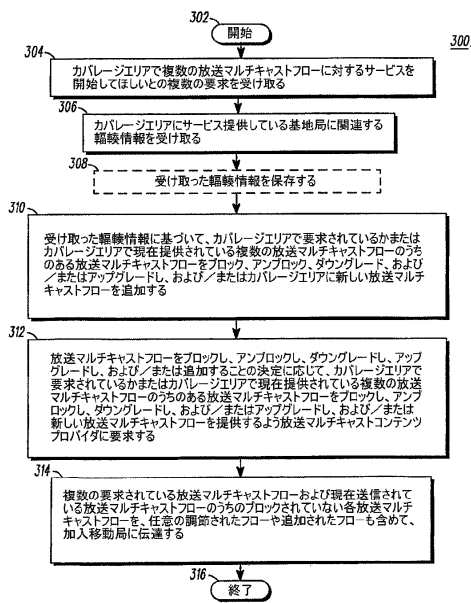 302
開始
300
304
カバレージエリアで複数の放送マルチキャストフローに対するサービスを
開始してほしいとの複数の要求を受け取る
306
カバレージエリアにサービス提供している基地局に関連する
輻輳情報を受け取る
308
受け取った輻輳情報を保存する
310
受け取った輻輳情報に基づいて、カバレージエリアで要求されているかまたは
カバレージエリアで現在提供されている複数の放送マルチキャストフローのうちの
ある放送マルチキャストフローをブロック、アンブロック、ダウングレード、および
/またはアップグレードし、および/またはカバレージエリアに新しい放送マルチ
キャストフローを追加する
312
放送マルチキャストフローをブロックし、アンブロックし、ダウングレードし、アップ
グレードし、および/または追加することの決定に応じて、カバレージエリアで
要求されているかまたはカバレージエリアで現在提供されている複数の放送
マルチキャストフローのうちのある放送マルチキャストフローをブロックし、アンブ
ロックし、ダウングレードし、および/またはアップグレードし、および/または
新しい放送マルチキャストフローを提供するよう放送マルチキャストコンテンツ
プロバイダに要求する
314
複数の要求されている放送マルチキャストフローおよび現在送信されて
いる放送マルチキャストフローのうちのブロックされていない各放送マルチ
キャストフローを、任意の調節されたフローや追加されたフローも含めて、
加入移動局に伝達する
316
終了